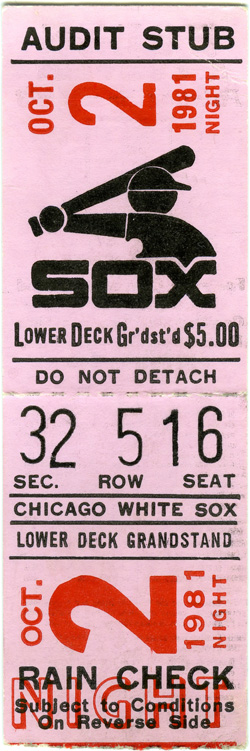 AUDIT STUB
OCT. 2 1981 NIGHT
SOX
LOWER DECK Gr'dst'd $5.00
DO NOT DETACH
32 5 16
SEC. ROW SEAT
CHICAGO WHITE SOX
LOWER DECK GRANDSTAND
OCT. 2 1981 NIGHT
NIGHT
RAIN CHECK
Subject to Conditions
On Reverse Side